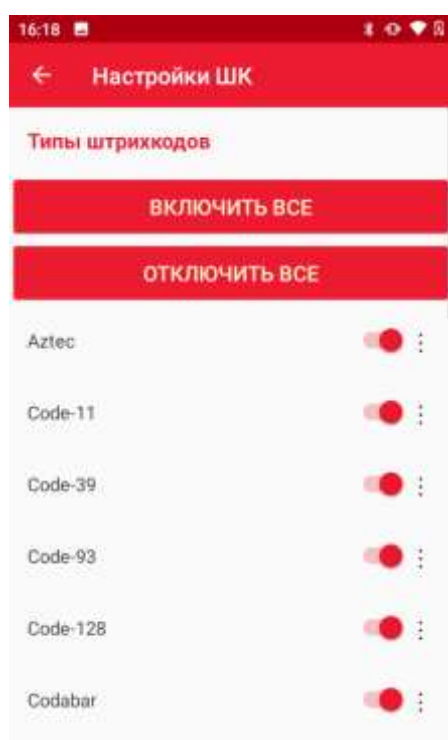 16:18
Настройки ШК
Типы штрихкодов
ВКЛЮЧИТЬ ВСЕ
ОТКЛЮЧИТЬ ВСЕ
Aztec
Code-11
Code-39
Code-93
Code-128
Codabar